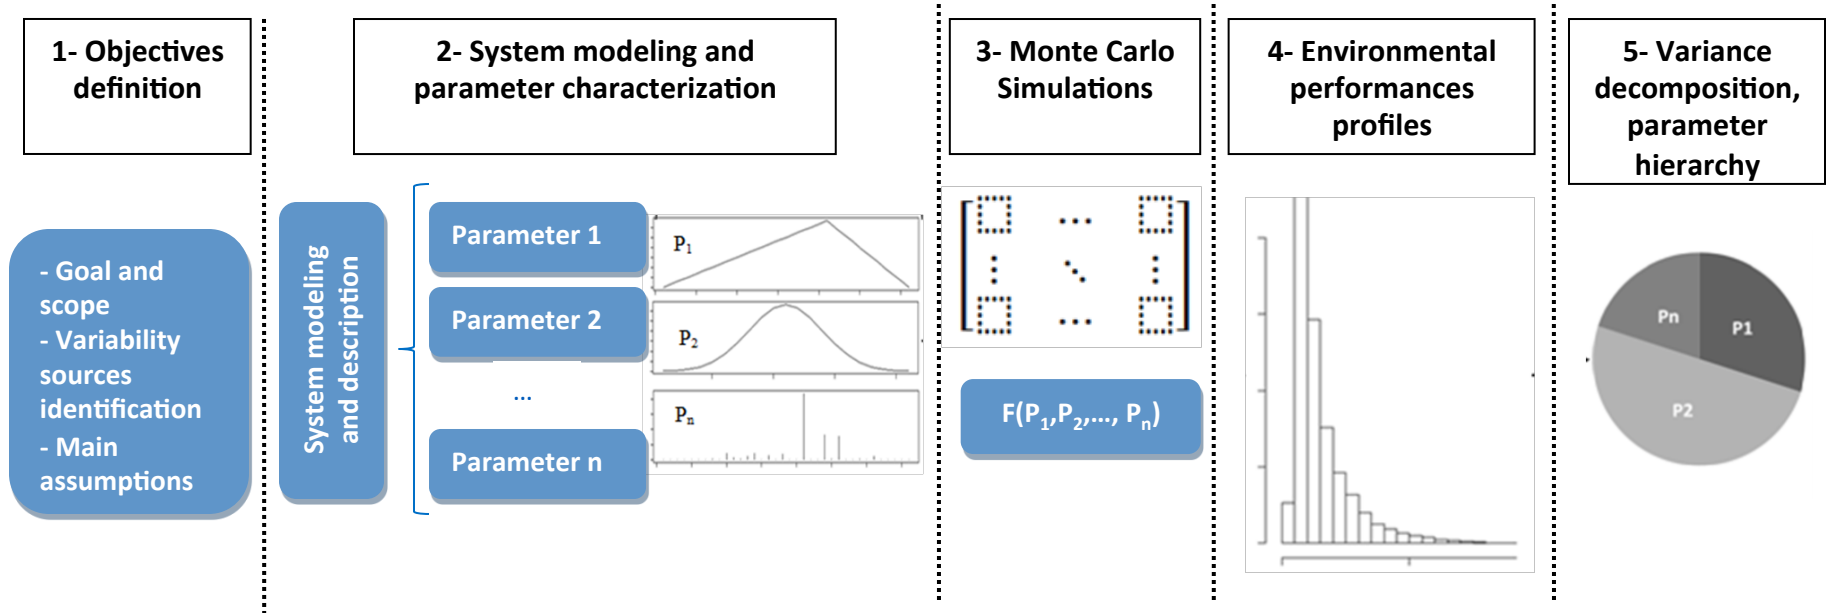 1- Objectives
definition
2- System modeling and
parameter characterization
3- Monte Carlo
Simulations
4- Environmental
performances
profiles
5- Variance
decomposition,
parameter
hierarchy
- Goal and
scope
- Variability
sources
identification
- Main
assumptions
System modeling
and description
Parameter 1
Parameter 2
...
Parameter n
P1
P2
Pn
... 
...
F(P1,P2,..., Pn)
Pn
P1
P2